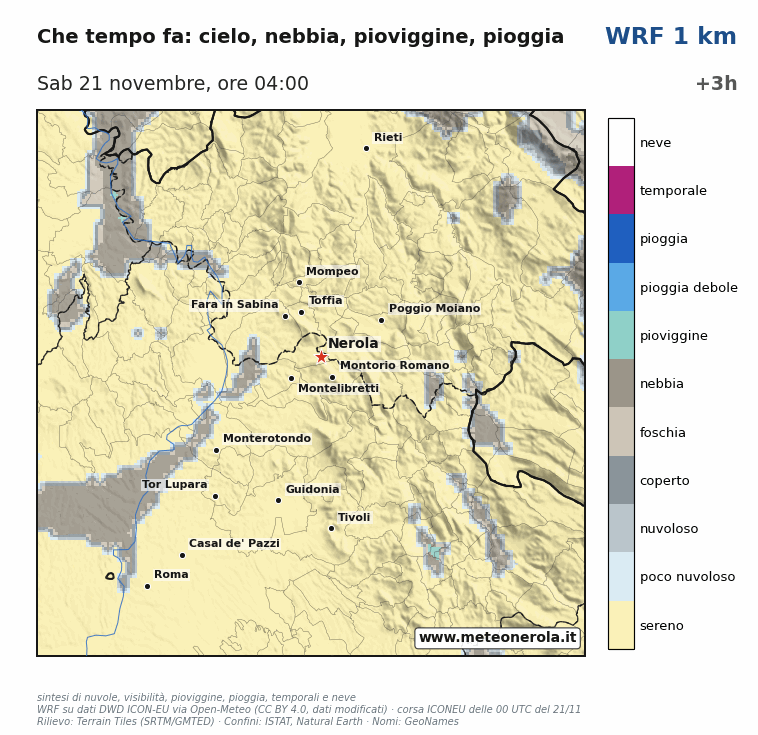 Che tempo fa: cielo, nebbia, pioviggine, pioggia
WRF 1 km
Sab 21 novembre, ore 04:00
+3h
Rieti
Mompeo
Toffia
Fara in Sabina
Poggio Moiano
Nerola
Montorio Romano
Montelibretti
Monterotondo
Tor Lupara
Guidonia
Tivoli
Casal de' Pazzi
Roma
www.meteonerola.it
neve
temporale
pioggia
pioggia debole
pioviggine
nebbia
foschia
coperto
nuvoloso
poco nuvoloso
sereno
sintesi di nuvole, visibilità, pioviggine, pioggia, temporali e neve
WRF su dati DWD ICON-EU via Open-Meteo (CC BY 4.0, dati modificati) · corsa ICONEU delle 00 UTC del 21/11
Rilievo: Terrain Tiles (SRTM/GMTED) · Confini: ISTAT, Natural Earth · Nomi: GeoNames